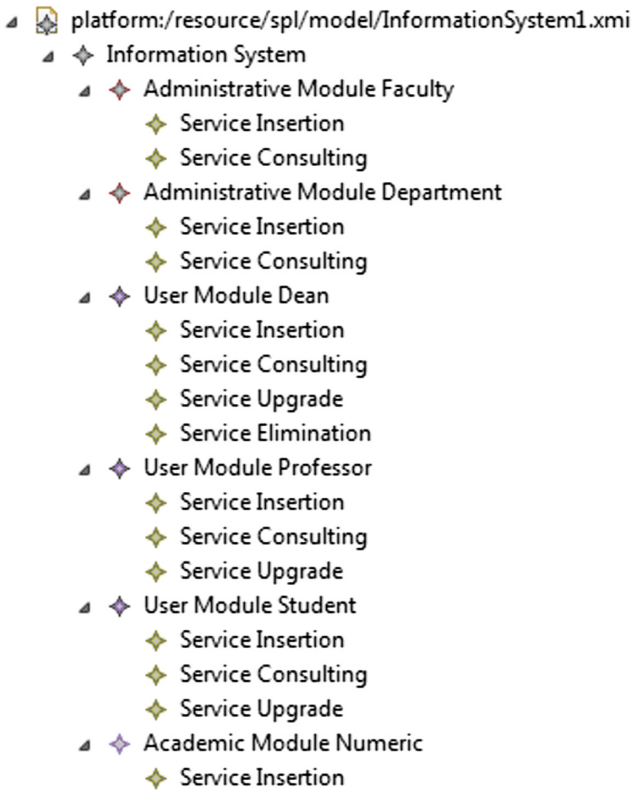 platform:/resource/spl/model/InformationSystem1.xmi
Information System
Administrative Module Faculty
Service Insertion
Service Consulting
Administrative Module Department
Service Insertion
Service Consulting
User Module Dean
Service Insertion
Service Consulting
Service Upgrade
Service Elimination
User Module Professor
Service Insertion
Service Consulting
Service Upgrade
User Module Student
Service Insertion
Service Consulting
Service Upgrade
Academic Module Numeric
Service Insertion